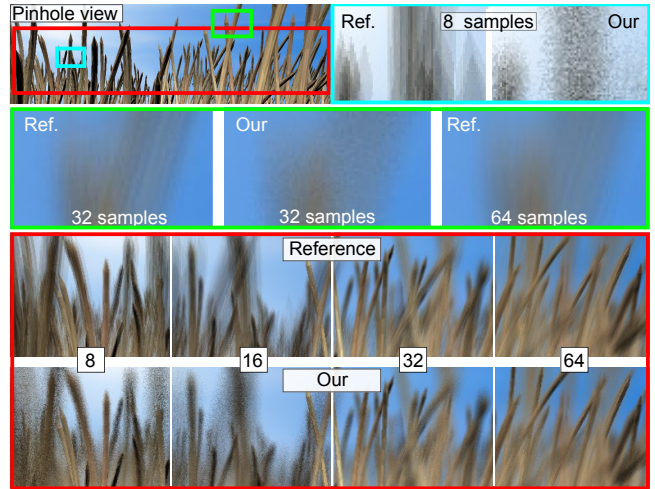 Pinhole view
Ref.
8 samples
Our
Ref.
Our
Ref.
32 samples
32 samples
64 samples
Reference
8
16
32
64
Our